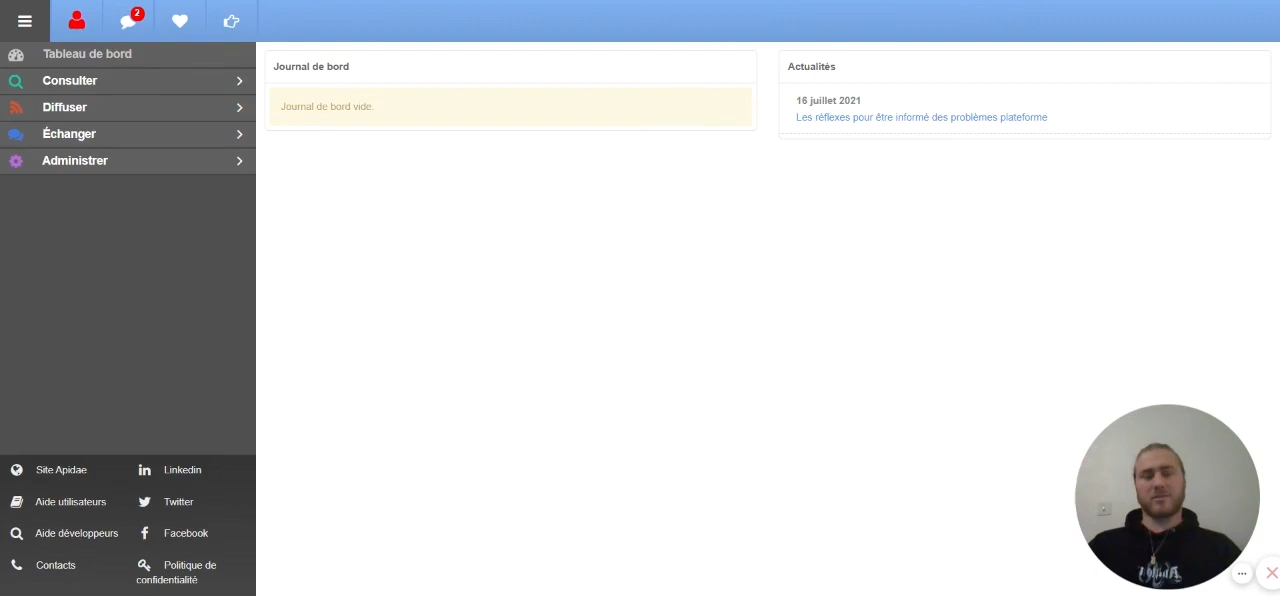 2
Tableau de bord
Consulter
Diffuser
Échanger
Administrer
Journal de bord
Journal de bord vide.
Actualités
16 juillet 2021
Les réflexes pour être informé des problèmes plateforme
Site Apidae
Linkedin
Aide utilisateurs
Twitter
Aide développeurs
Facebook
Contacts
Politique de
confidentialité